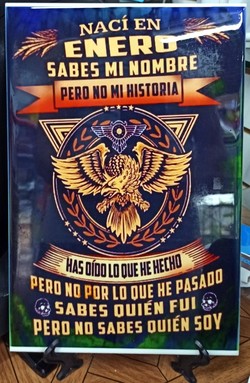 NACÍ EN
ENERO
SABES MI NOMBRE
PERO NO MI HISTORIA
HAS OÍDO LO QUE HE HECHO
PERO NO POR LO QUE HE PASADO
SABES QUIÉN FUI
PERO NO SABES QUIÉN SOY